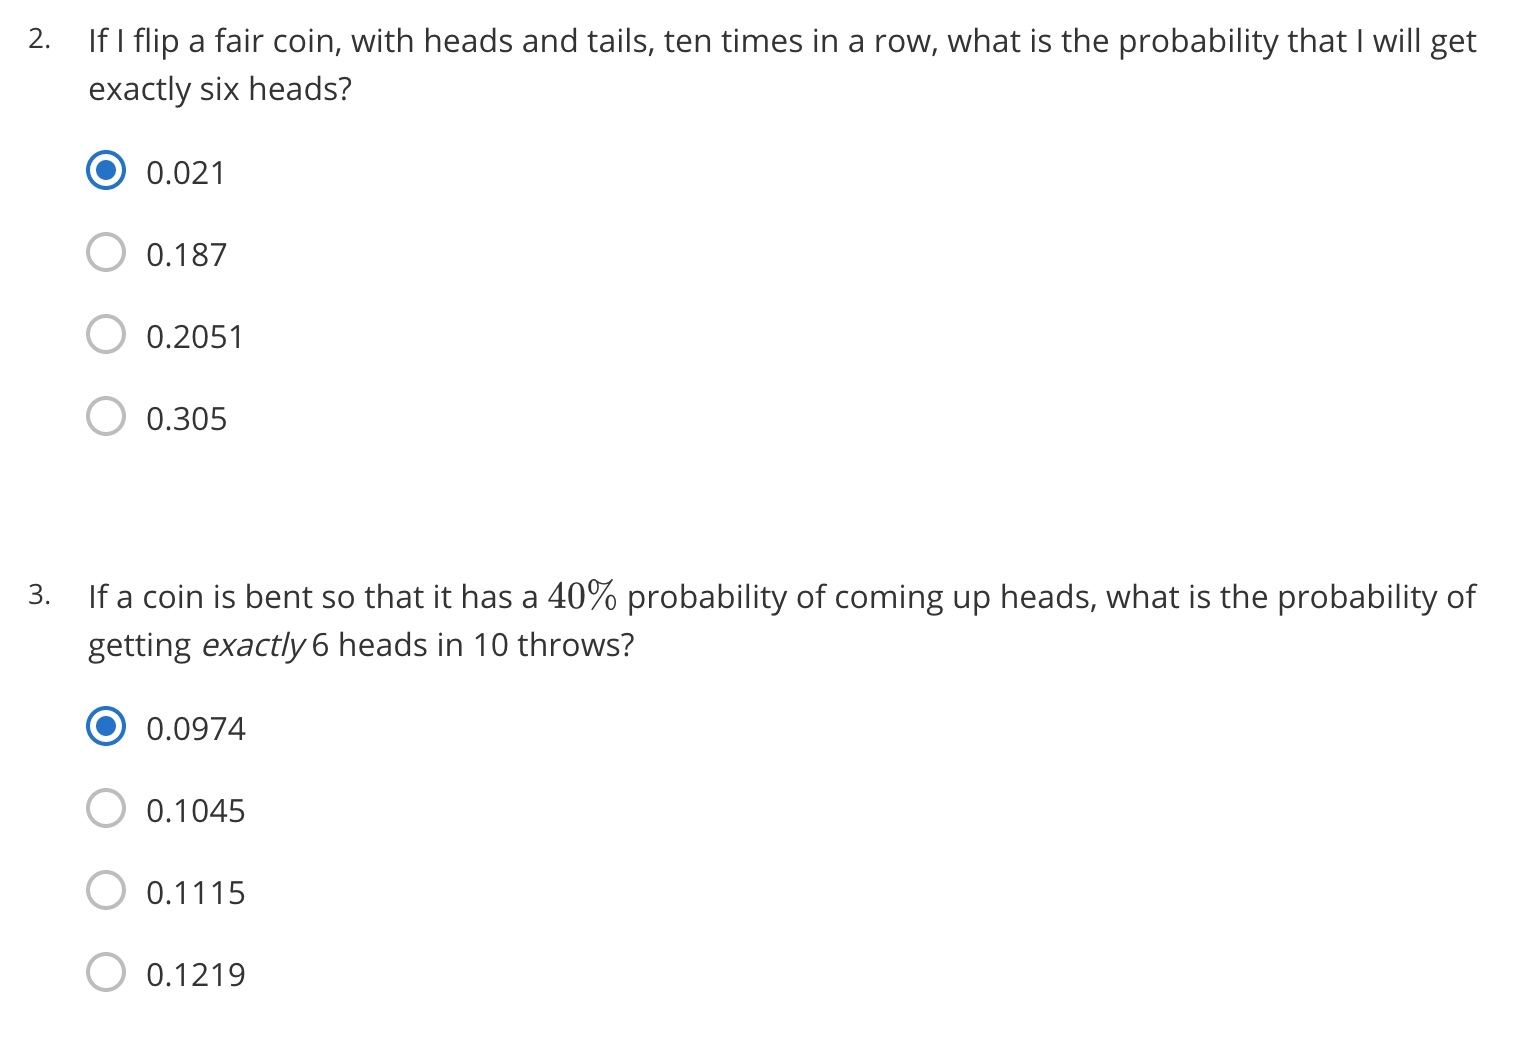 2. If I flip a fair coin, with heads and tails, ten times in a row, what is the probability that I will get
exactly six heads?
0.021
0.187
0.2051
0.305
3. If a coin is bent so that it has a 40% probability of coming up heads, what is the probability of
getting exactly 6 heads in 10 throws?
0.0974
0.1045
0.1115
0.1219